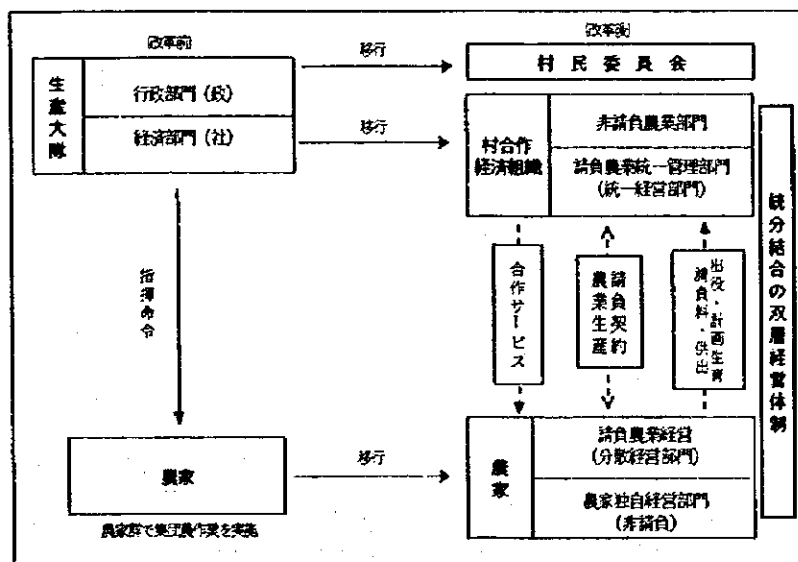 改革前
改革後
移行
村民委員会
生産大隊
行政部門（政）
経済部門（社）
移行
村合作
経済組織
非請負農業部門
請負農業統一管理部門
(統一経営部門)
統分結合の双層経営体制
指揮命令
合作サービス
請負契約
農業生産
出役・計画生産
請負料・供出
農家
移行
農家
請負農業経営
(分散経営部門)
農家独自経営部門
(非請負)
農家群で集団農作業を実施